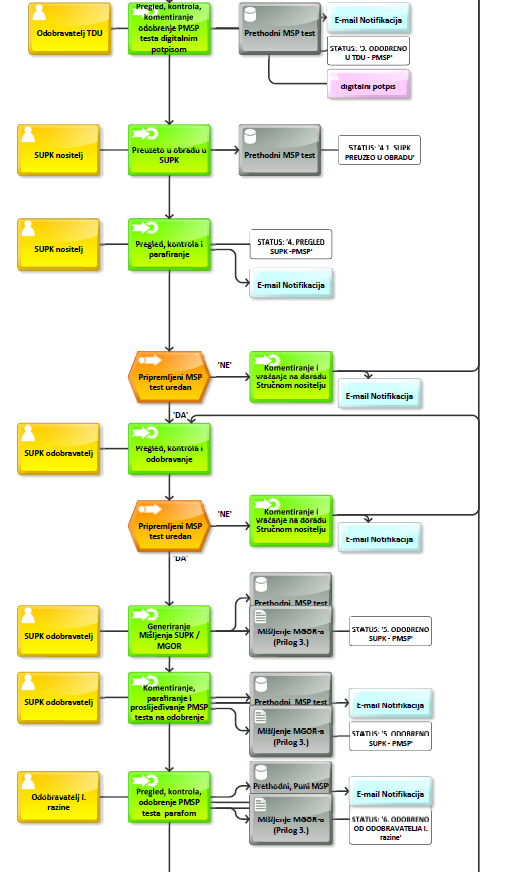 Odobravatelj TDU
Pregled, kontrola,
komentiranje
odobrenje PMSP
testa digitalnim
potpisom
Prethodni MSP test
E-mail Notifikacija
STATUS: '3. ODOBRENO
U TDU - PMSP'
digitalni potpis
SUPK nositelj
Preuzeto u obradu u
SUPK
Prethodni MSP test
STATUS: '4.1. SUPK
PREUZEO U OBRADU'
SUPK nositelj
Pregled, kontrola i
parafiranje
STATUS: '4. PREGLED
SUPK -PMSP'
E-mail Notifikacija
Pripremljeni MSP
test uredan
'NE'
Komentiranje i
vraćanje na doradu
Stručnom nositelju
E-mail Notifikacija
'DA'
SUPK odobravatelj
Pregled, kontrola i
odobravanje
Pripremljeni MSP
test uredan
'NE'
Komentiranje i
vraćanje na doradu
Stručnom nositelju
E-mail Notifikacija
'DA'
SUPK odobravatelj
Generiranje
Mišljenja SUPK /
MGOR
Prethodni, MSP test
Mišljenje MGOR-a
(Prilog 3.)
STATUS: '5. ODOBRENO
SUPK - PMSP'
SUPK odobravatelj
Komentiranje,
parafiranje i
prosljeđivanje PMSP
testa na odobrenje
Prethodni MSP test
Mišljenje MGOR-a
(Prilog 3.)
E-mail Notifikacija
STATUS: '5. ODOBRENO
SUPK - PMSP'
Odobravatelj I.
razine
Pregled, kontrola,
odobrenje PMSP
testa parafom
Prethodni, Puni MSP
Mišljenje MGOR-a
(Prilog 3.)
E-mail Notifikacija
STATUS: '6. ODOBRENO
OD ODOBRAVATELJA I.
razine'